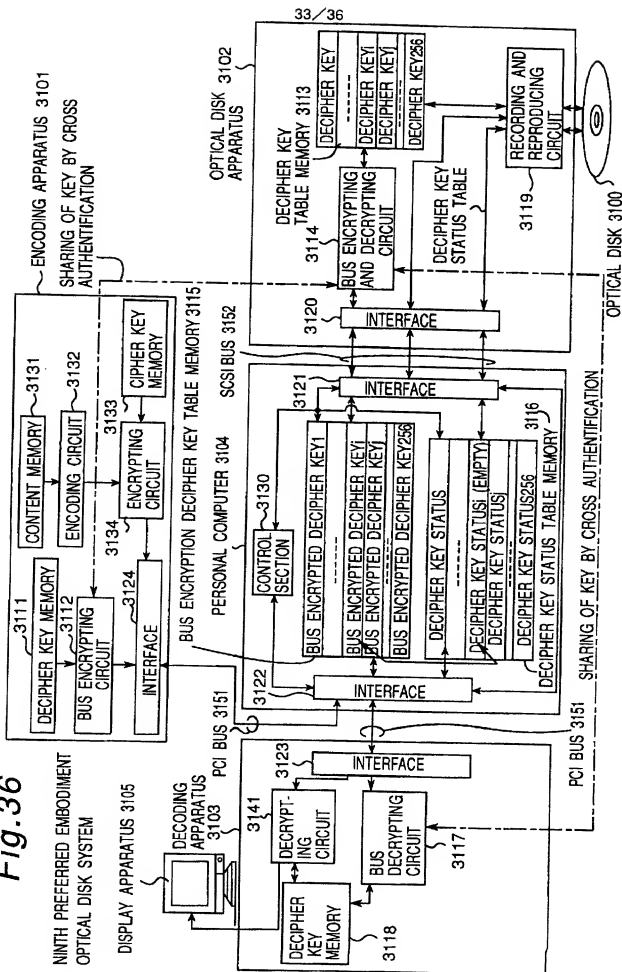 33/36
Fig.36
NINTH PREFERRED EMBODIMENT
OPTICAL DISK SYSTEM
DISPLAY APPARATUS 3105
DECODING APPARATUS
3103
3141
DECRYPT-
ING
CIRCUIT
DECIPHER
KEY
MEMORY
3118
BUS
DECRYPTING
CIRCUIT
3117
3123
INTERFACE
PCI BUS 3151
PCI BUS 3151
ENCODING APPARATUS 3101
SHARING OF KEY BY CROSS
AUTHENTIFICATION
3111
DECIPHER KEY MEMORY
3112
BUS ENCRYPTING
CIRCUIT
3124
INTERFACE
CONTENT MEMORY
3131
ENCODING CIRCUIT
3132
ENCRYPTING
CIRCUIT
3134
CIPHER KEY
MEMORY
3133
BUS ENCRYPTION DECIPHER KEY TABLE MEMORY 3115
PERSONAL COMPUTER 3104
3130
CONTROL
SECTION
3122
INTERFACE
BUS ENCRYPTED DECIPHER KEY1
BUS ENCRYPTED DECIPHER KEYi
BUS ENCRYPTED DECIPHER KEYj
BUS ENCRYPTED DECIPHER KEY256
DECIPHER KEY STATUS
DECIPHER KEY STATUSi (EMPTY)
DECIPHER KEY STATUSj
DECIPHER KEY STATUS256
3116
DECIPHER KEY STATUS TABLE MEMORY
3121
INTERFACE
SCSI BUS 3152
SHARING OF KEY BY CROSS AUTHENTIFICATION
OPTICAL DISK
APPARATUS 3102
DECIPHER KEY
TABLE MEMORY 3113
DECIPHER KEY
DECIPHER KEYi
DECIPHER KEYj
DECIPHER KEY256
3114
BUS ENCRYPTING
AND DECRYPTING
CIRCUIT
3120
INTERFACE
DECIPHER KEY
STATUS TABLE
RECORDING AND
REPRODUCING
CIRCUIT
3119
OPTICAL DISK 3100